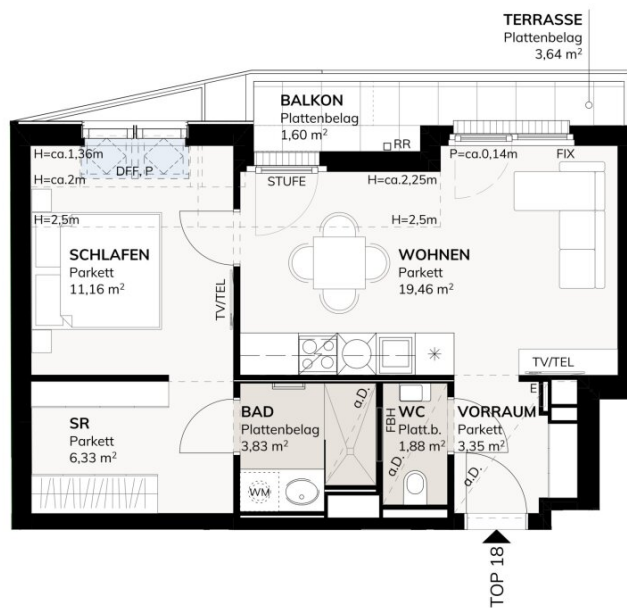 TERRASSE
Plattenbelag
3,64 m²
BALKON
Plattenbelag
1,60 m²
RR
H=ca.1,36m
DFF, P
H=ca.2m
H=2,5m
STUFE
H=ca.2,25m
H=2,5m
P=ca.0,14m
FIX
SCHLAFEN
Parkett
11,16 m²
TV/TEL
WOHNEN
Parkett
19,46 m²
TV/TEL
SR
Parkett
6,33 m²
BAD
Plattenbelag
3,83 m²
a.D.
WM
FBH
WC
Platt.b.
1,88 m²
a.D.
VORRAUM
Parkett
3,35 m²
a.D.
E
TOP 18